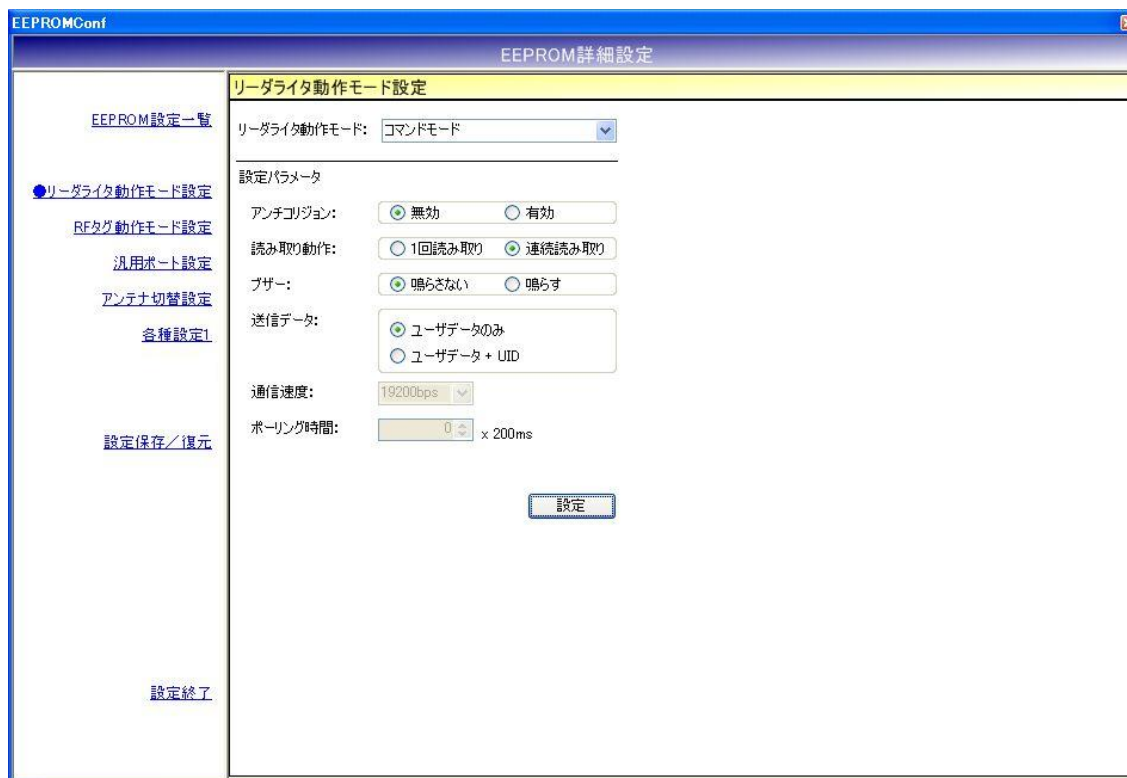 EEPROMConf
EEPROM詳細設定
EEPROM設定一覧
●リーダライタ動作モード設定
RFタグ動作モード設定
汎用ポート設定
アンテナ切替設定
各種設定1
設定保存／復元
設定終了
リーダライタ動作モード設定
リーダライタ動作モード: コマンドモード
設定パラメータ
アンチコリジョン: 無効 有効
読み取り動作: 1回読み取り 連続読み取り
ブザー: 鳴らさない 鳴らす
送信データ: ユーザデータのみ
ユーザデータ + UID
通信速度: 19200bps
ポーリング時間: 0 x 200ms
設定